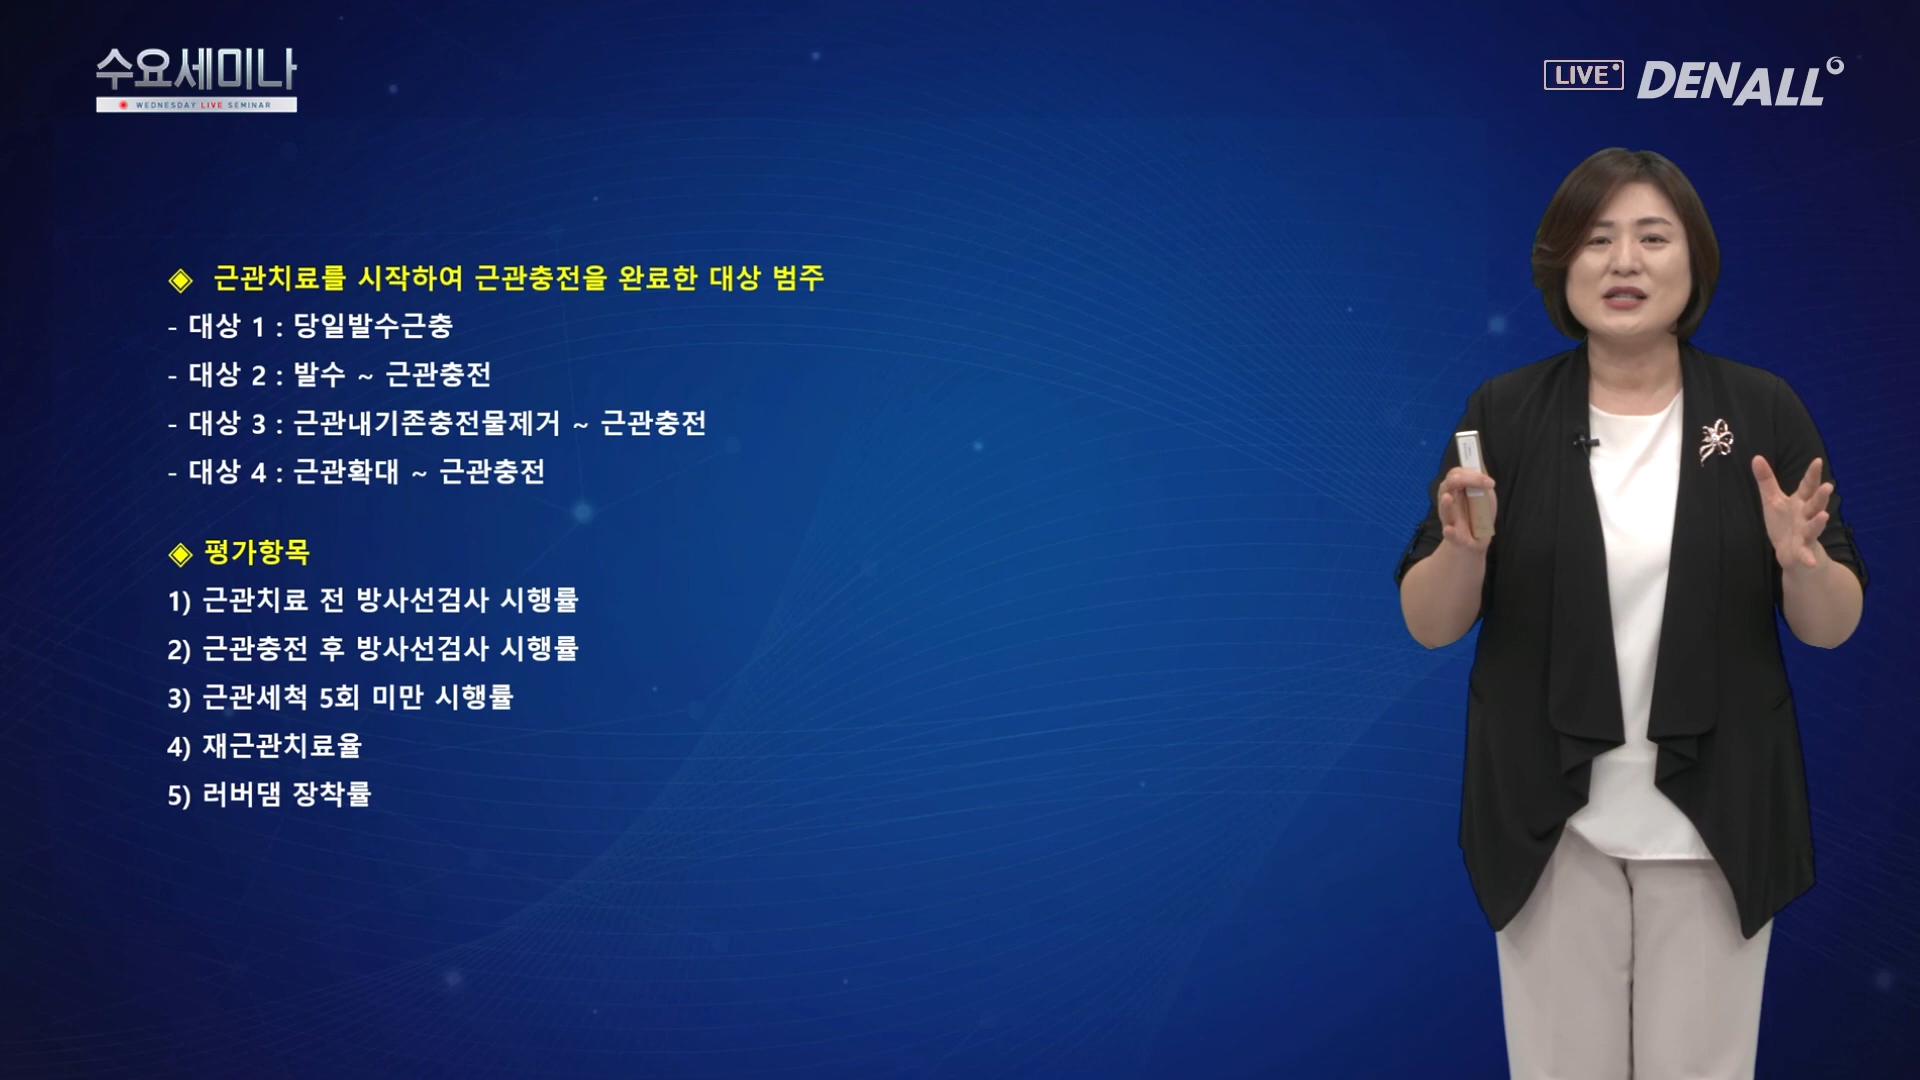 수요세미나
WEDNESDAY LIVE SEMINAR
LIVE
DENALL
◈ 근관치료를 시작하여 근관충전을 완료한 대상 범주
- 대상 1 : 당일발수근충
- 대상 2 : 발수 ~ 근관충전
- 대상 3 : 근관내기존충전물제거 ~ 근관충전
- 대상 4 : 근관확대 ~ 근관충전
◈ 평가항목
1) 근관치료 전 방사선검사 시행률
2) 근관충전 후 방사선검사 시행률
3) 근관세척 5회 미만 시행률
4) 재근관치료율
5) 러버댐 장착률